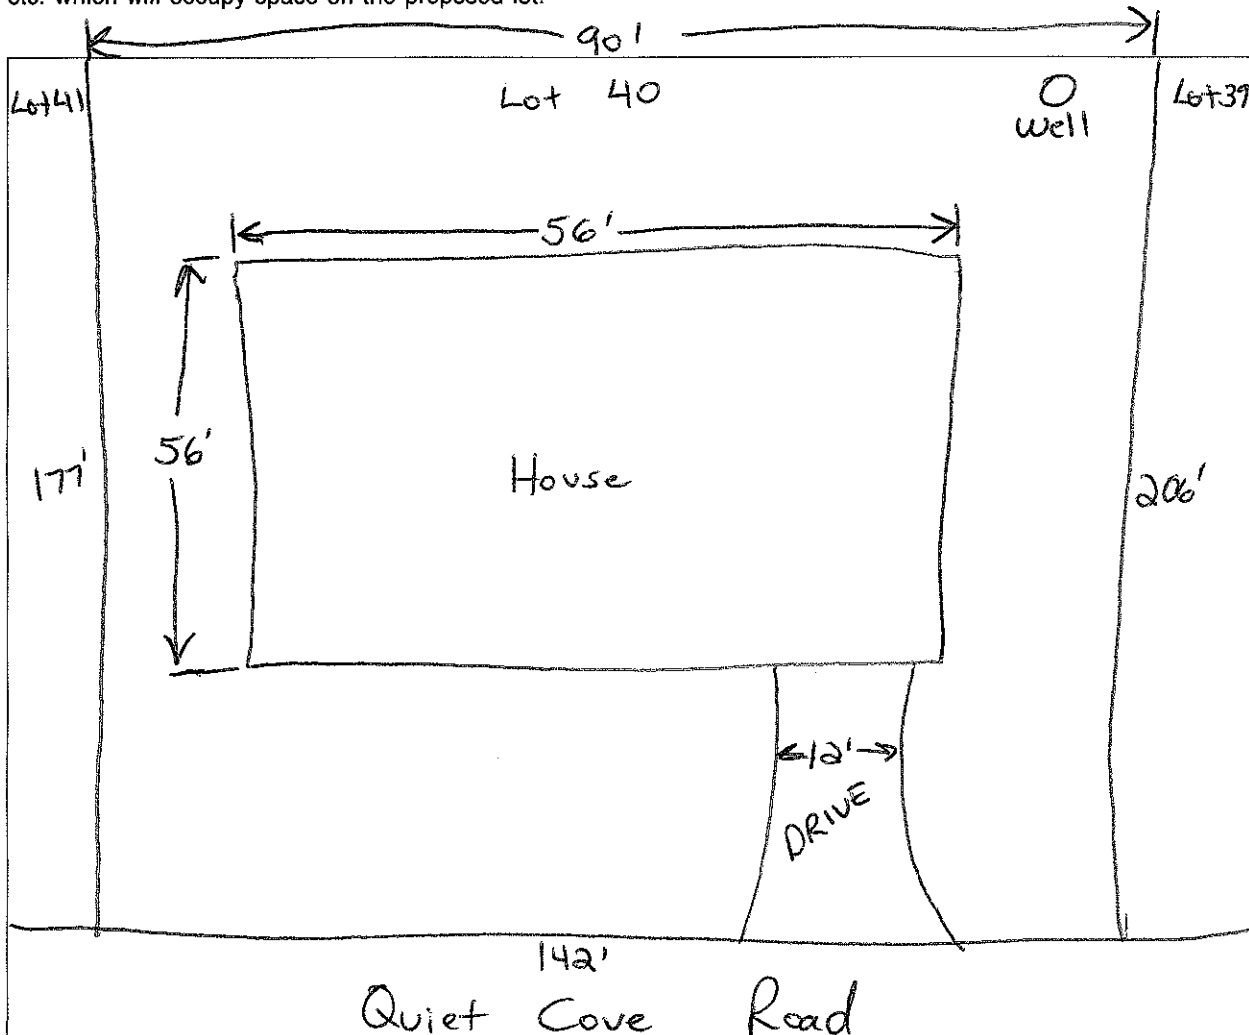 etc. which will occupy space on the proposed lot.
90'
Lot 41
Lot 40
Well
Lot 39
56'
56'
177'
House
206'
12'
DRIVE
142'
Quiet Cove Road